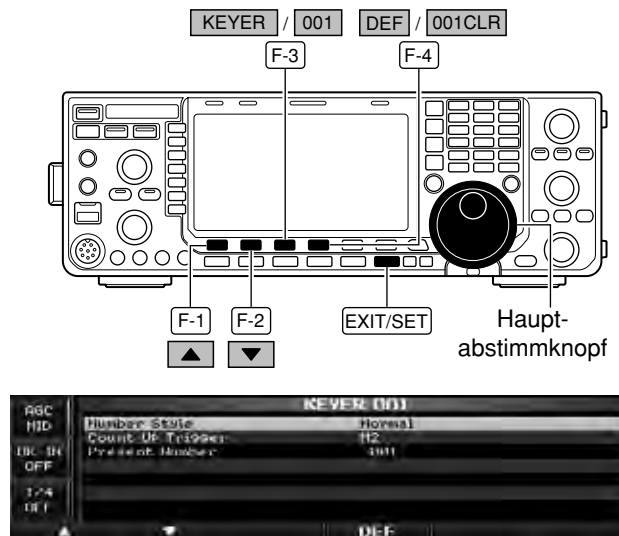 KEYER / 001 DEF / 001CLR
F-3 F-4
F-1 F-2 EXIT/SET Haupt-
abstimmknopf
KEYER 001
AGC
MID
Number Style Normal
Count Up Trigger M2
Present Number
OFF
1/4
OFF
DEF